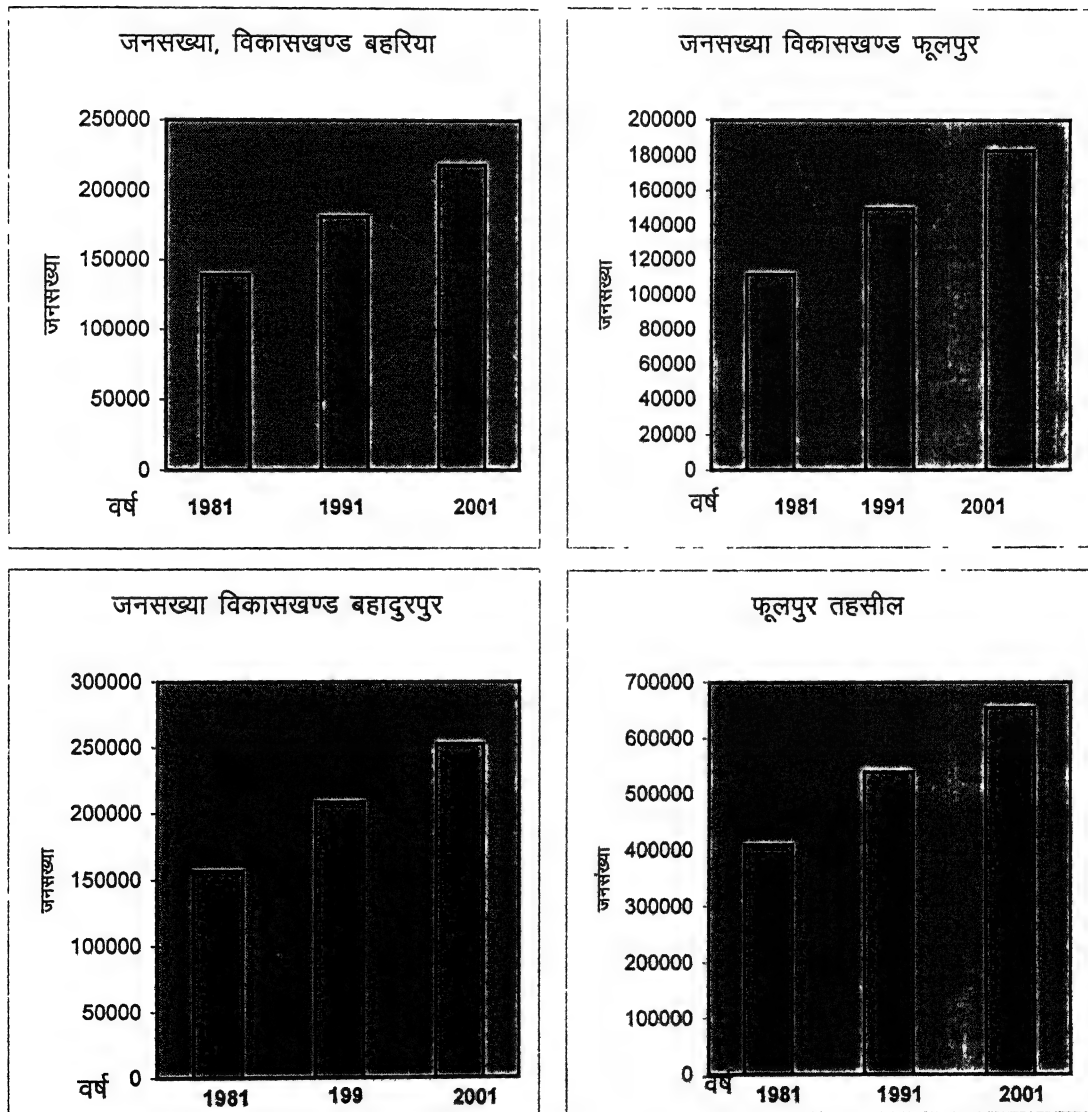 जनसख्या, विकासखण्ड बहरिया
250000
200000
150000
100000
50000
0
जनसख्या
वर्ष 1981 1991 2001
जनसख्या विकासखण्ड फूलपुर
200000
180000
160000
140000
120000
100000
80000
60000
40000
20000
0
जनसख्या
वर्ष 1981 1991 2001
जनसख्या विकासखण्ड बहादुरपुर
300000
250000
200000
150000
100000
50000
0
जनसख्या
वर्ष 1981 199 2001
फूलपुर तहसील
700000
600000
500000
400000
300000
200000
100000
0
जनसंख्या
वर्ष 1981 1991 2001